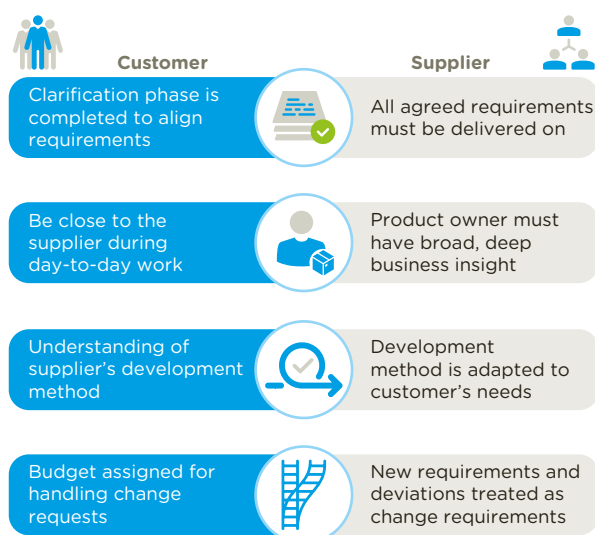 Customer
Supplier
Clarification phase is
completed to align
requirements
All agreed requirements
must be delivered on
Be close to the
supplier during
day-to-day work
Product owner must
have broad, deep
business insight
Understanding of
supplier’s development
method
Development
method is adapted to
customer’s needs
Budget assigned for
handling change
requests
New requirements and
deviations treated as
change requirements